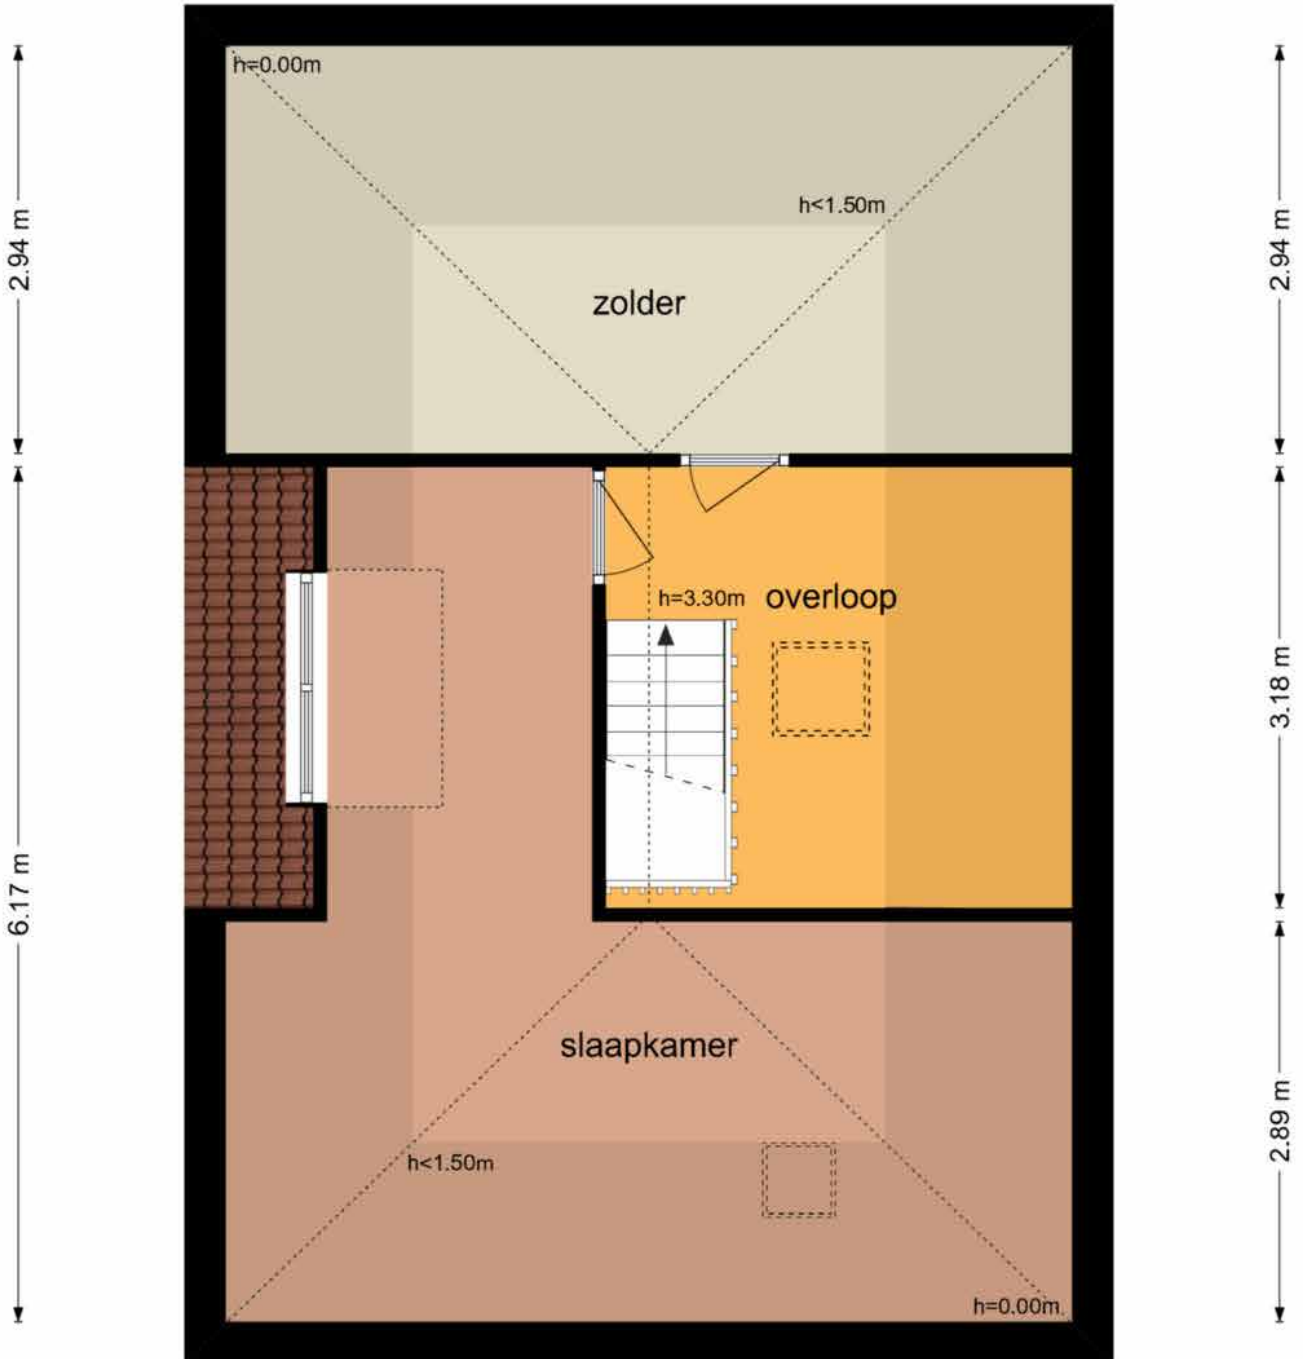 h=0.00m
2.94 m
h<1.50m
2.94 m
zolder
h=3.30m
overloop
3.18 m
6.17 m
slaapkamer
h<1.50m
2.89 m
h=0.00m